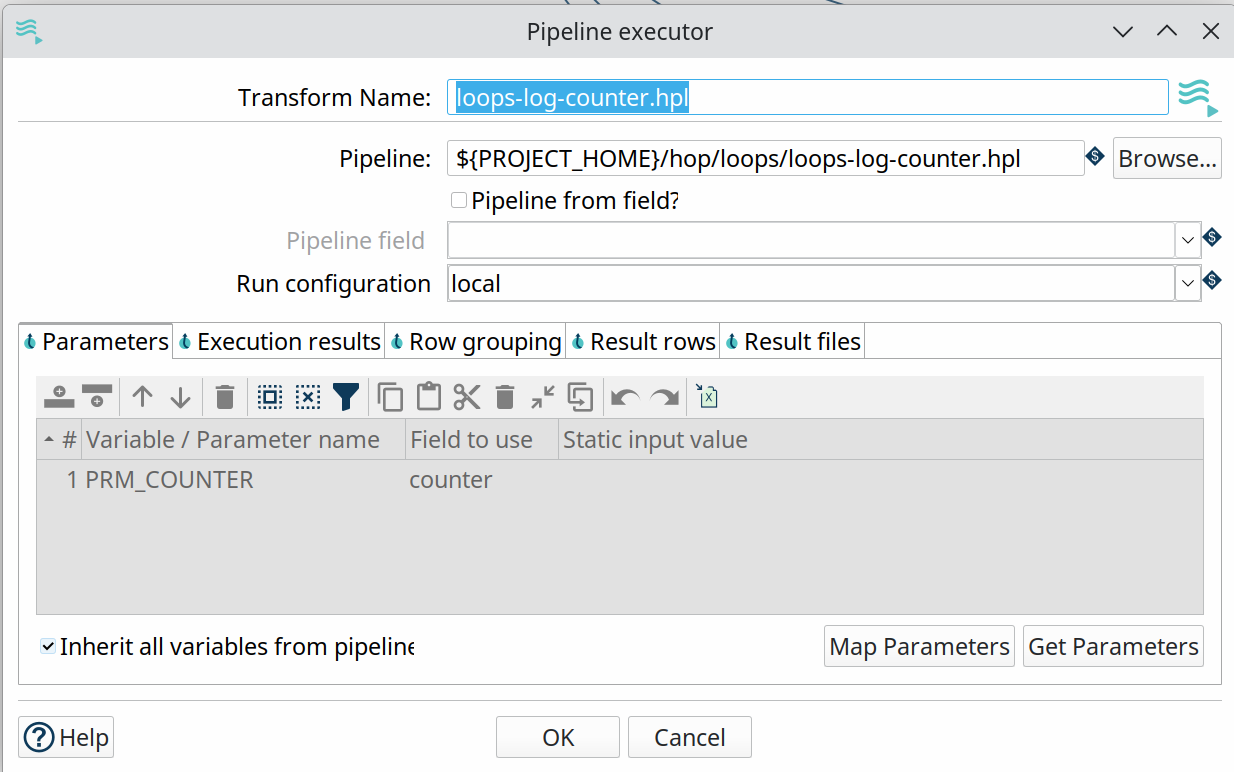 Pipeline executor
Transform Name: loops-log-counter.hpl
Pipeline: ${PROJECT_HOME}/hop/loops/loops-log-counter.hpl Browse...
Pipeline from field?
Pipeline field
Run configuration local
Parameters Execution results Row grouping Result rows Result files
# Variable / Parameter name Field to use Static input value
1 PRM_COUNTER counter
Inherit all variables from pipeline Map Parameters Get Parameters
Help OK Cancel